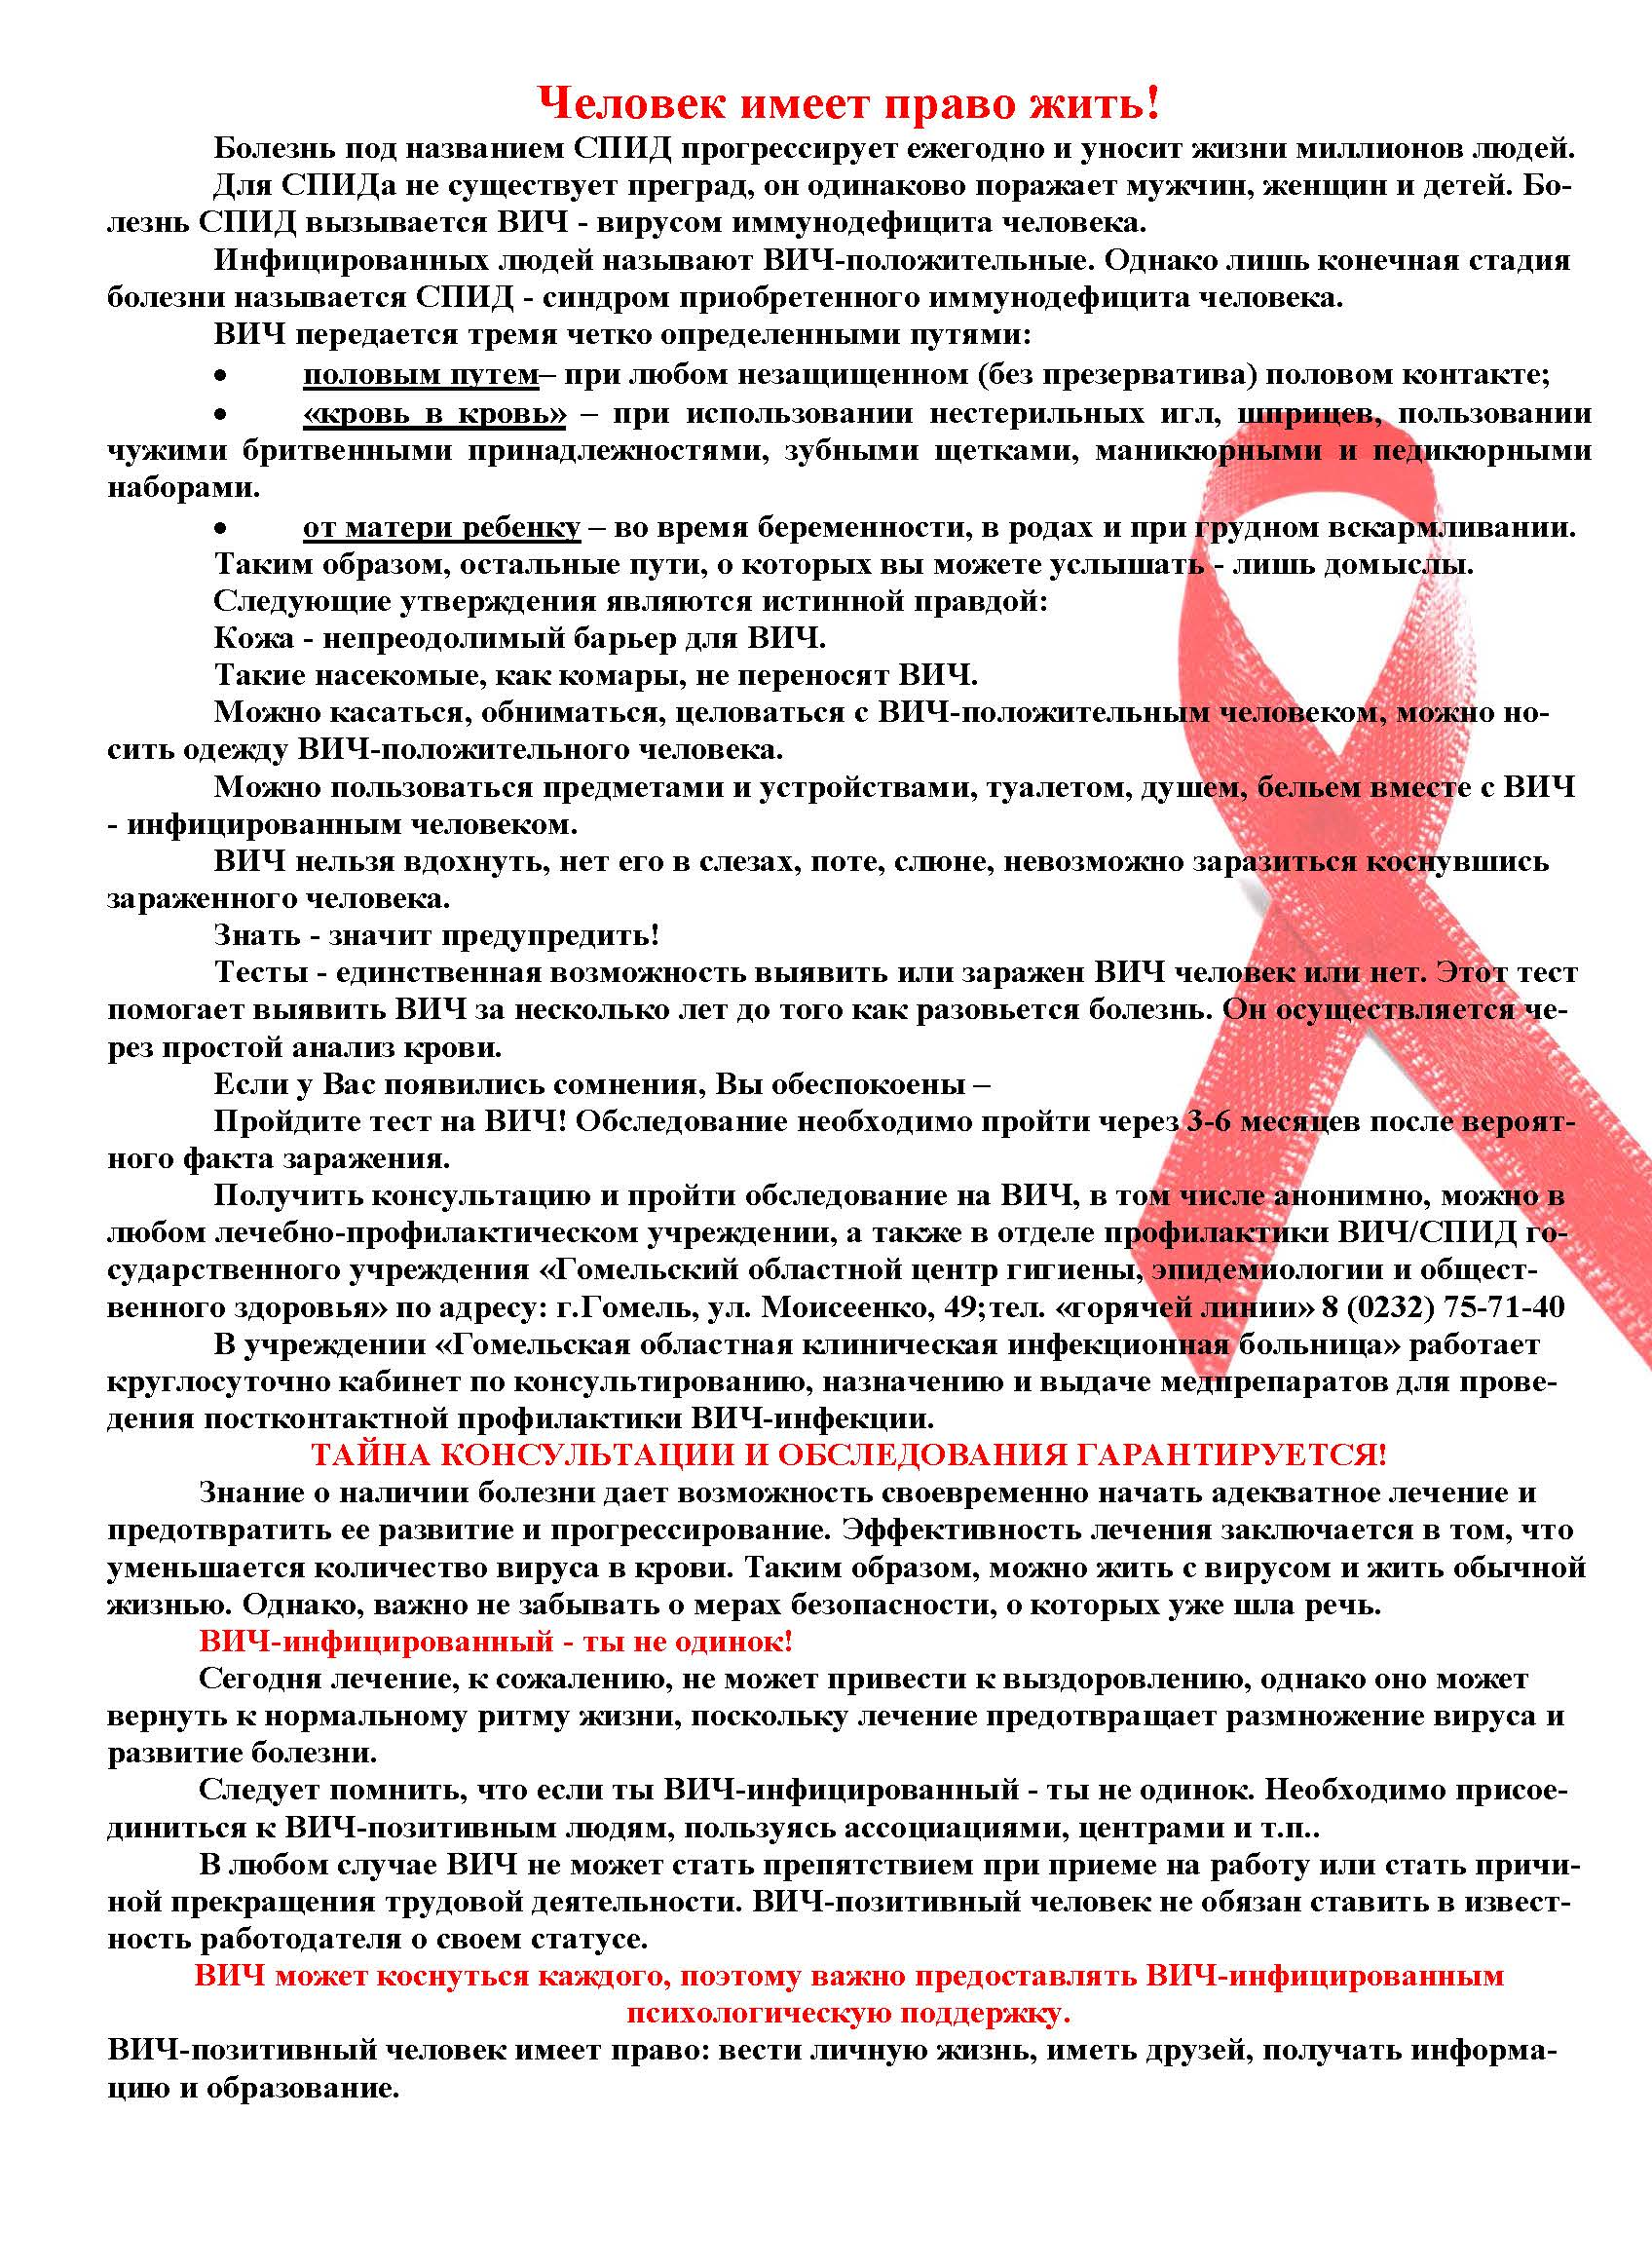 Человек имеет право жить!
Болезнь под названием СПИД прогрессирует ежегодно и уносит жизни миллионов людей.
Для СПИДа не существует преград, он одинаково поражает мужчин, женщин и детей. Бо-
лезнь СПИД вызывается ВИЧ - вирусом иммунодефицита человека.
Инфицированных людей называют ВИЧ-положительные. Однако лишь конечная стадия
болезни называется СПИД - синдром приобретенного иммунодефицита человека.
ВИЧ передается тремя четко определенными путями:
• половым путем– при любом незащищенном (без презерватива) половом контакте;
• «кровь в кровь» – при использовании нестерильных игл, шприцев, пользовании
чужими бритвенными принадлежностями, зубными щетками, маникюрными и педикюрными
наборами.
• от матери ребенку – во время беременности, в родах и при грудном вскармливании.
Таким образом, остальные пути, о которых вы можете услышать - лишь домыслы.
Следующие утверждения являются истинной правдой:
Кожа - непреодолимый барьер для ВИЧ.
Такие насекомые, как комары, не переносят ВИЧ.
Можно касаться, обниматься, целоваться с ВИЧ-положительным человеком, можно но-
сить одежду ВИЧ-положительного человека.
Можно пользоваться предметами и устройствами, туалетом, душем, бельем вместе с ВИЧ
- инфицированным человеком.
ВИЧ нельзя вдохнуть, нет его в слезах, поте, слюне, невозможно заразиться коснувшись
зараженного человека.
Знать - значит предупредить!
Тесты - единственная возможность выявить или заражен ВИЧ человек или нет. Этот тест
помогает выявить ВИЧ за несколько лет до того как разовьется болезнь. Он осуществляется че-
рез простой анализ крови.
Если у Вас появились сомнения, Вы обеспокоены –
Пройдите тест на ВИЧ! Обследование необходимо пройти через 3-6 месяцев после вероят-
ного факта заражения.
Получить консультацию и пройти обследование на ВИЧ, в том числе анонимно, можно в
любом лечебно-профилактическом учреждении, а также в отделе профилактики ВИЧ/СПИД го-
сударственного учреждения «Гомельский областной центр гигиены, эпидемиологии и общест-
венного здоровья» по адресу: г.Гомель, ул. Моисеенко, 49;тел. «горячей линии» 8 (0232) 75-71-40
В учреждении «Гомельская областная клиническая инфекционная больница» работает
круглосуточно кабинет по консультированию, назначению и выдаче медпрепаратов для прове-
дения постконтактной профилактики ВИЧ-инфекции.
ТАЙНА КОНСУЛЬТАЦИИ И ОБСЛЕДОВАНИЯ ГАРАНТИРУЕТСЯ!
Знание о наличии болезни дает возможность своевременно начать адекватное лечение и
предотвратить ее развитие и прогрессирование. Эффективность лечения заключается в том, что
уменьшается количество вируса в крови. Таким образом, можно жить с вирусом и жить обычной
жизнью. Однако, важно не забывать о мерах безопасности, о которых уже шла речь.
ВИЧ-инфицированный - ты не одинок!
Сегодня лечение, к сожалению, не может привести к выздоровлению, однако оно может
вернуть к нормальному ритму жизни, поскольку лечение предотвращает размножение вируса и
развитие болезни.
Следует помнить, что если ты ВИЧ-инфицированный - ты не одинок. Необходимо присое-
диниться к ВИЧ-позитивным людям, пользуясь ассоциациями, центрами и т.п..
В любом случае ВИЧ не может стать препятствием при приеме на работу или стать причи-
ной прекращения трудовой деятельности. ВИЧ-позитивный человек не обязан ставить в извест-
ность работодателя о своем статусе.
ВИЧ может коснуться каждого, поэтому важно предоставлять ВИЧ-инфицированным
психологическую поддержку.
ВИЧ-позитивный человек имеет право: вести личную жизнь, иметь друзей, получать информа-
цию и образование.